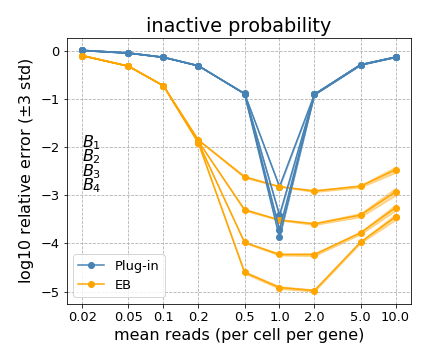 inactive probability
log10 relative error (±3 std)
0
−1
−2
−3
−4
−5
B₁
B₂
B₃
B₄
Plug-in
EB
0.02 0.05 0.1 0.2 0.5 1.0 2.0 5.0 10.0
mean reads (per cell per gene)